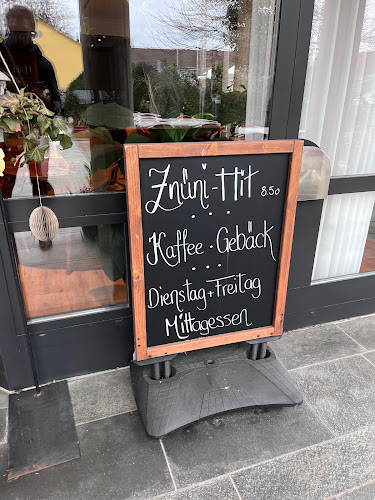 Znüni-Hit 8.50
Kaffee · Gebäck
Dienstag + Freitag
Mittagessen